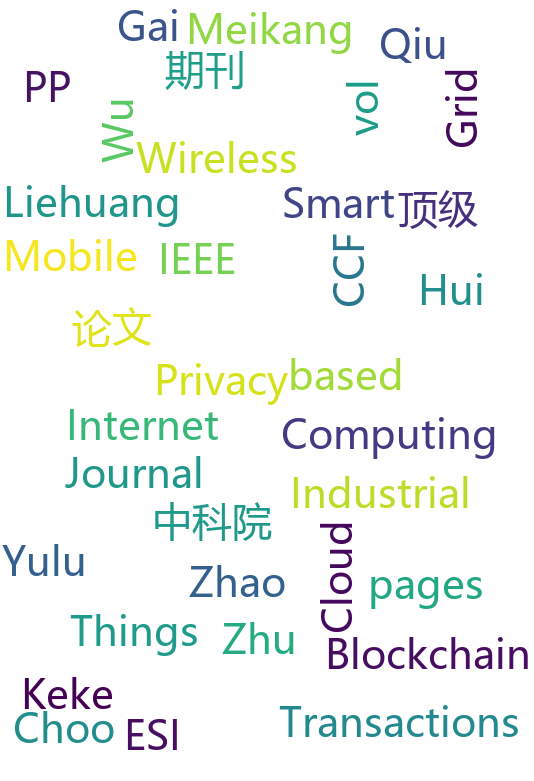 Gai
Meikang
Qiu
期刊
PP
vol
Grid
Wu
Wireless
Liehuang
Smart
顶级
Mobile
IEEE
CCF
Hui
论文
Privacy
based
Internet
Computing
Journal
Industrial
中科院
Yulu
Zhao
Cloud
pages
Things
Zhu
Blockchain
Keke
Choo
ESI
Transactions